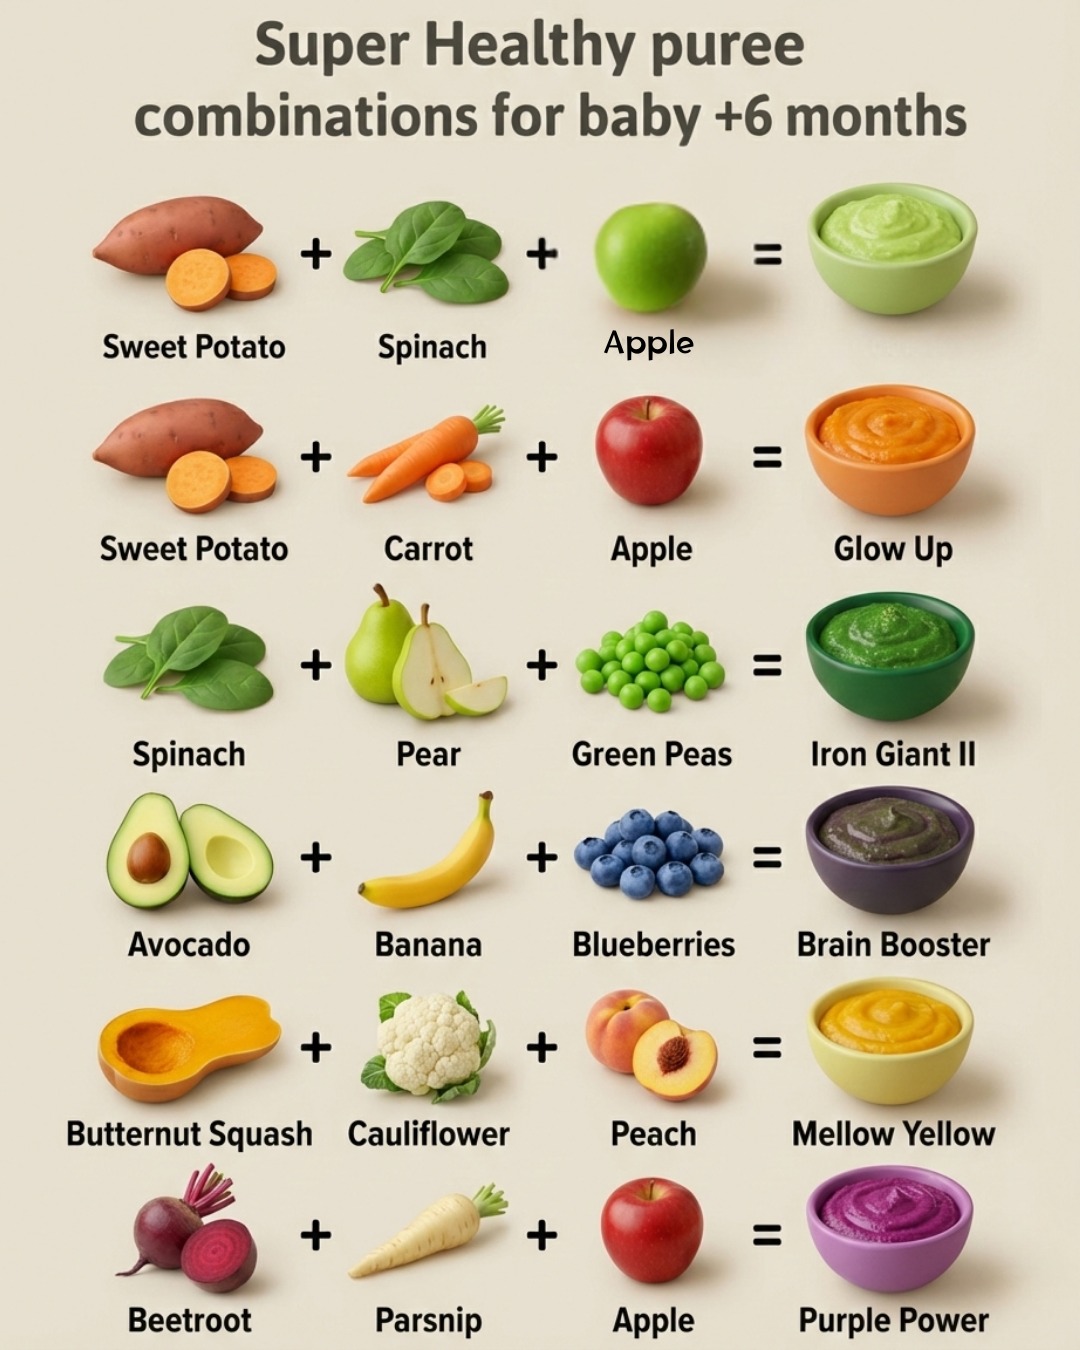 Super Healthy puree
combinations for baby +6 months
+ + =
Sweet Potato Spinach Apple
+ + =
Sweet Potato Carrot Apple Glow Up
+ + =
Spinach Pear Green Peas Iron Giant II
+ + =
Avocado Banana Blueberries Brain Booster
+ + =
Butternut Squash Cauliflower Peach Mellow Yellow
+ + =
Beetroot Parsnip Apple Purple Power